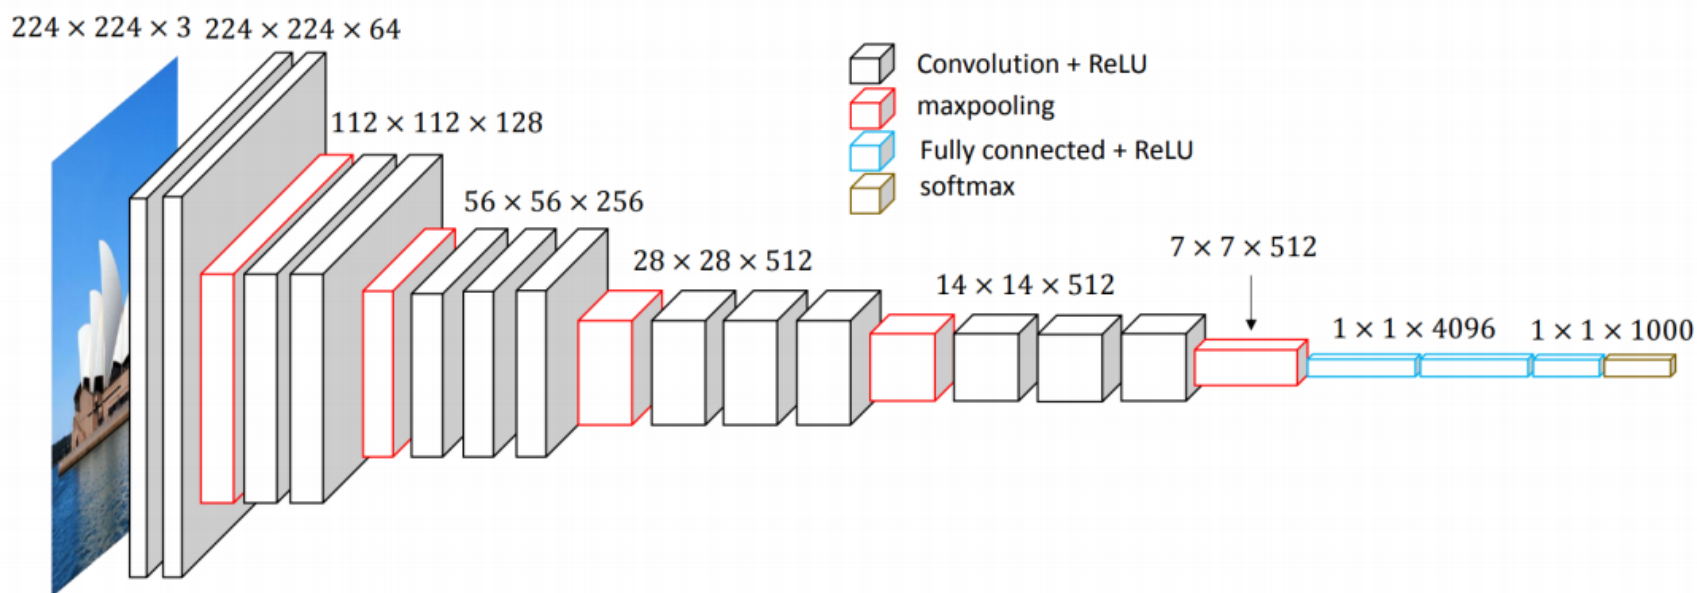 224 × 224 × 3
224 × 224 × 64
112 × 112 × 128
56 × 56 × 256
28 × 28 × 512
14 × 14 × 512
7 × 7 × 512
1 × 1 × 4096
1 × 1 × 1000
Convolution + ReLU
maxpooling
Fully connected + ReLU
softmax